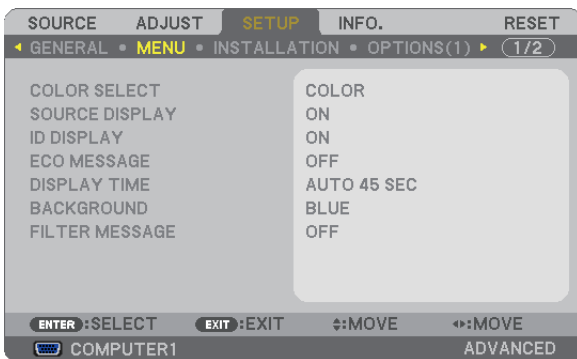 SOURCE ADJUST SETUP INFO. RESET
GENERAL • MENU • INSTALLATION • OPTIONS(1) 1/2
COLOR SELECT COLOR
SOURCE DISPLAY ON
ID DISPLAY ON
ECO MESSAGE OFF
DISPLAY TIME AUTO 45 SEC
BACKGROUND BLUE
FILTER MESSAGE OFF
ENTER :SELECT EXIT :EXIT :MOVE :MOVE
COMPUTER1 ADVANCED